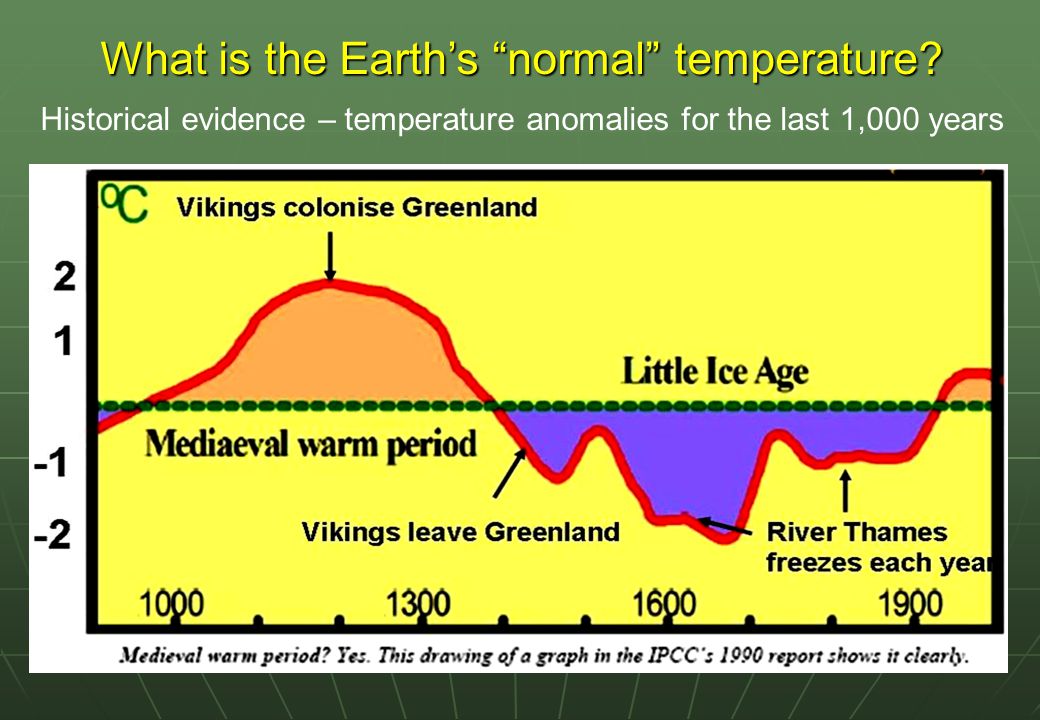 What is the Earth’s “normal” temperature?
Historical evidence – temperature anomalies for the last 1,000 years
ºC
Vikings colonise Greenland
2
1
Little Ice Age
Mediaeval warm period
-1
-2
Vikings leave Greenland
River Thames
freezes each year
1000 1300 1600 1900
Medieval warm period? Yes. This drawing of a graph in the IPCC's 1990 report shows it clearly.